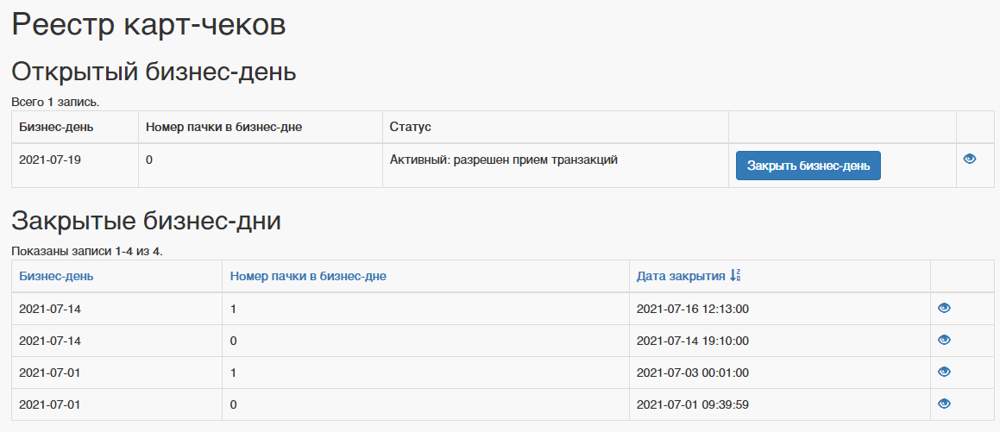 Реестр карт-чеков
Открытый бизнес-день
Всего 1 запись.
Бизнес-день Номер пачки в бизнес-дне Статус
2021-07-19 0 Активный: разрешен прием транзакций Закрыть бизнес-день
Закрытые бизнес-дни
Показаны записи 1-4 из 4.
Бизнес-день Номер пачки в бизнес-дне Дата закрытия
2021-07-14 1 2021-07-16 12:13:00
2021-07-14 0 2021-07-14 19:10:00
2021-07-01 1 2021-07-03 00:01:00
2021-07-01 0 2021-07-01 09:39:59